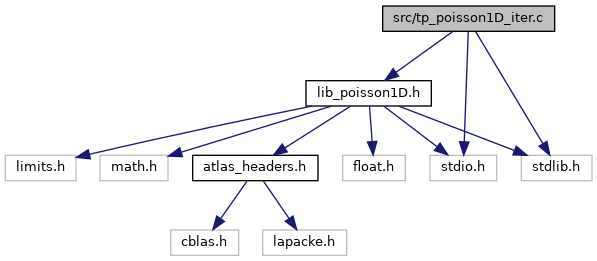 src/tp_poisson1D_iter.c
lib_poisson1D.h
limits.h
math.h
atlas_headers.h
float.h
stdio.h
stdlib.h
cblas.h
lapacke.h